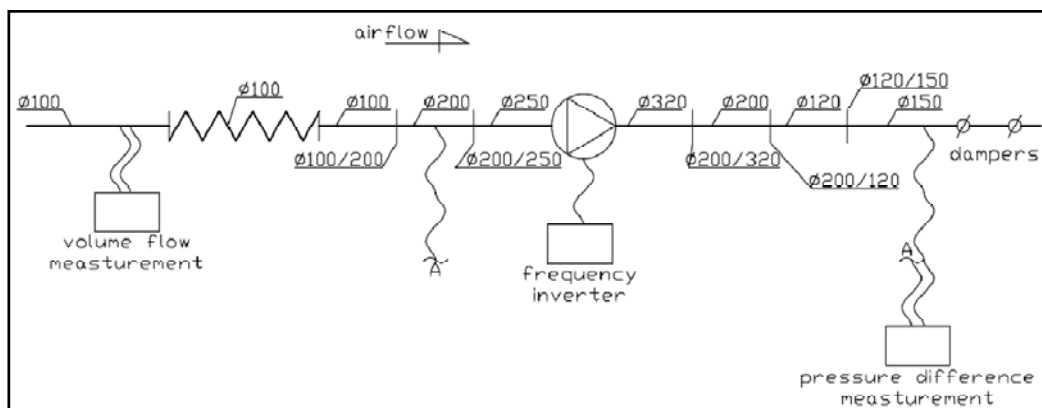 airflow
Ø100
Ø100
Ø100
Ø200
Ø250
Ø320
Ø200
Ø120
Ø120/150
Ø150
Ø100/200
Ø200/250
Ø200/320
Ø200/120
dampers
volume flow
measturement
A
frequency
inverter
A
pressure difference
measurement